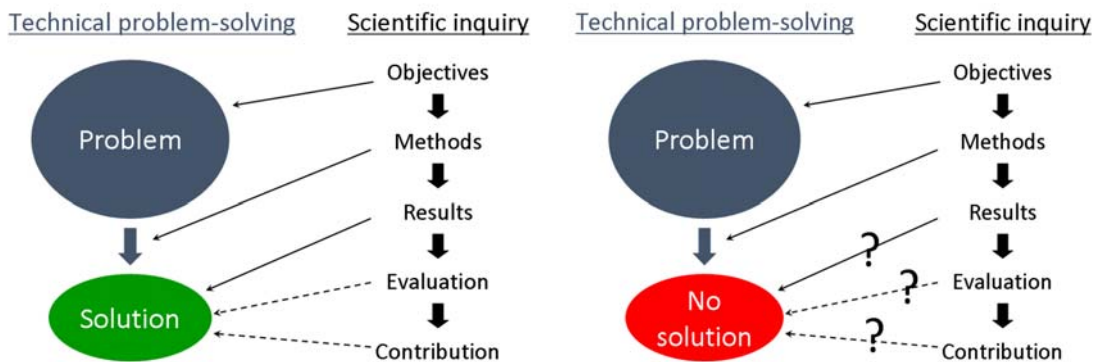 Technical problem-solving
Scientific inquiry
Problem
Solution
Objectives
Methods
Results
Evaluation
Contribution
Technical problem-solving
Scientific inquiry
Problem
No
solution
Objectives
Methods
Results
Evaluation
Contribution
?
?
?